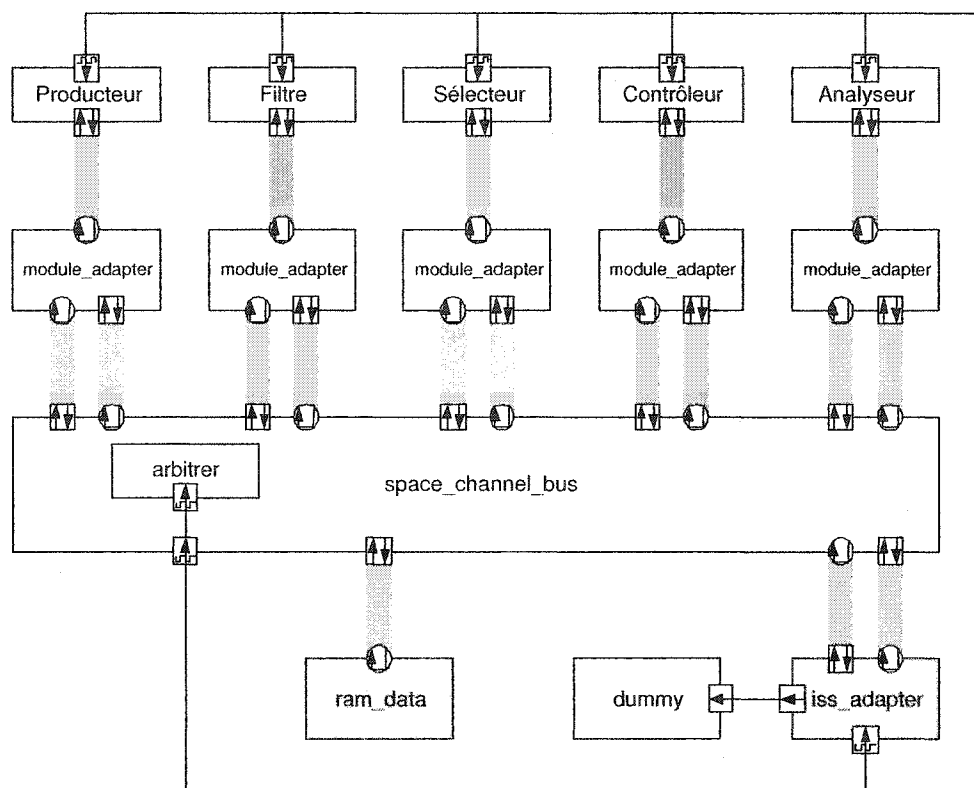 Producteur
Filtre
Sélecteur
Contrôleur
Analyseur
module_adapter
module_adapter
module_adapter
module_adapter
module_adapter
arbitrer
space_channel_bus
ram_data
dummy
iss_adapter